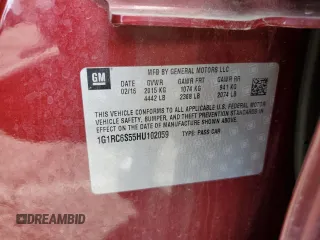 GM
MFD BY GENERAL MOTORS LLC
DATE GVWR GAWR FRT GAWR RR
02/16 2015 KG 1074 KG 941 KG
4442 LB 2368 LB 2074 LB
THIS VEHICLE CONFORMS TO ALL APPLICABLE U.S. FEDERAL MOTOR
VEHICLE SAFETY, BUMPER, AND THEFT PREVENTION STANDARDS IN
EFFECT ON THE DATE OF MANUFACTURE SHOWN ABOVE.
1G1RC6S55HU102059 TYPE: PASS CAR
DREAMBID